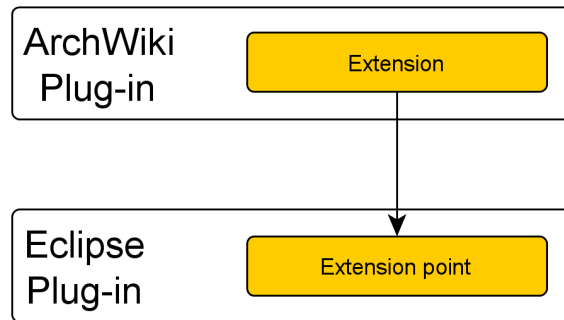 ArchWiki
Plug-in
Extension
Eclipse
Plug-in
Extension point